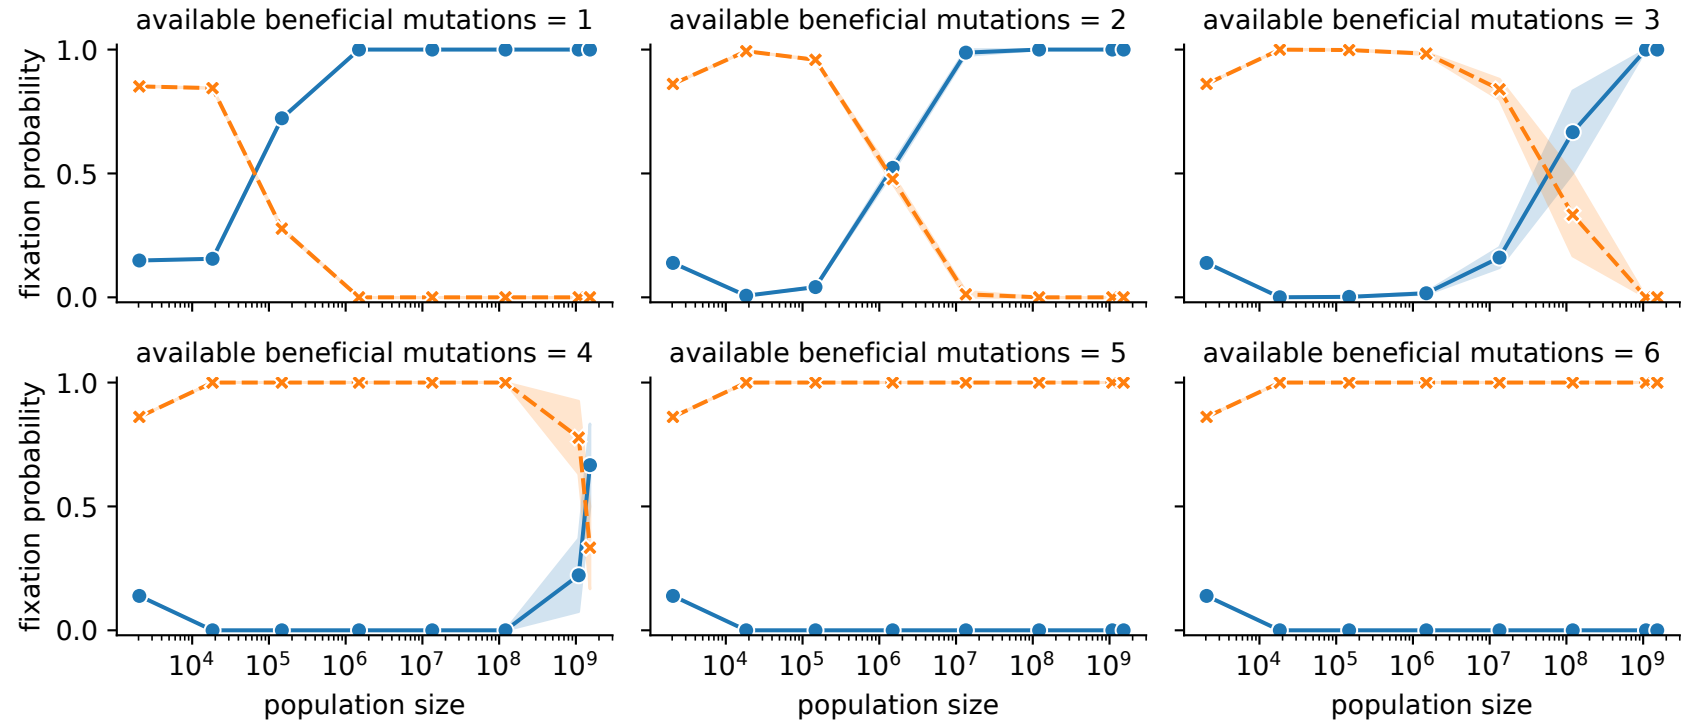 available beneficial mutations = 1
available beneficial mutations = 2
available beneficial mutations = 3
fixation probability
1.0
0.5
0.0
available beneficial mutations = 4
available beneficial mutations = 5
available beneficial mutations = 6
fixation probability
1.0
0.5
0.0
10⁴ 10⁵ 10⁶ 10⁷ 10⁸ 10⁹
10⁴ 10⁵ 10⁶ 10⁷ 10⁸ 10⁹
10⁴ 10⁵ 10⁶ 10⁷ 10⁸ 10⁹
population size
population size
population size